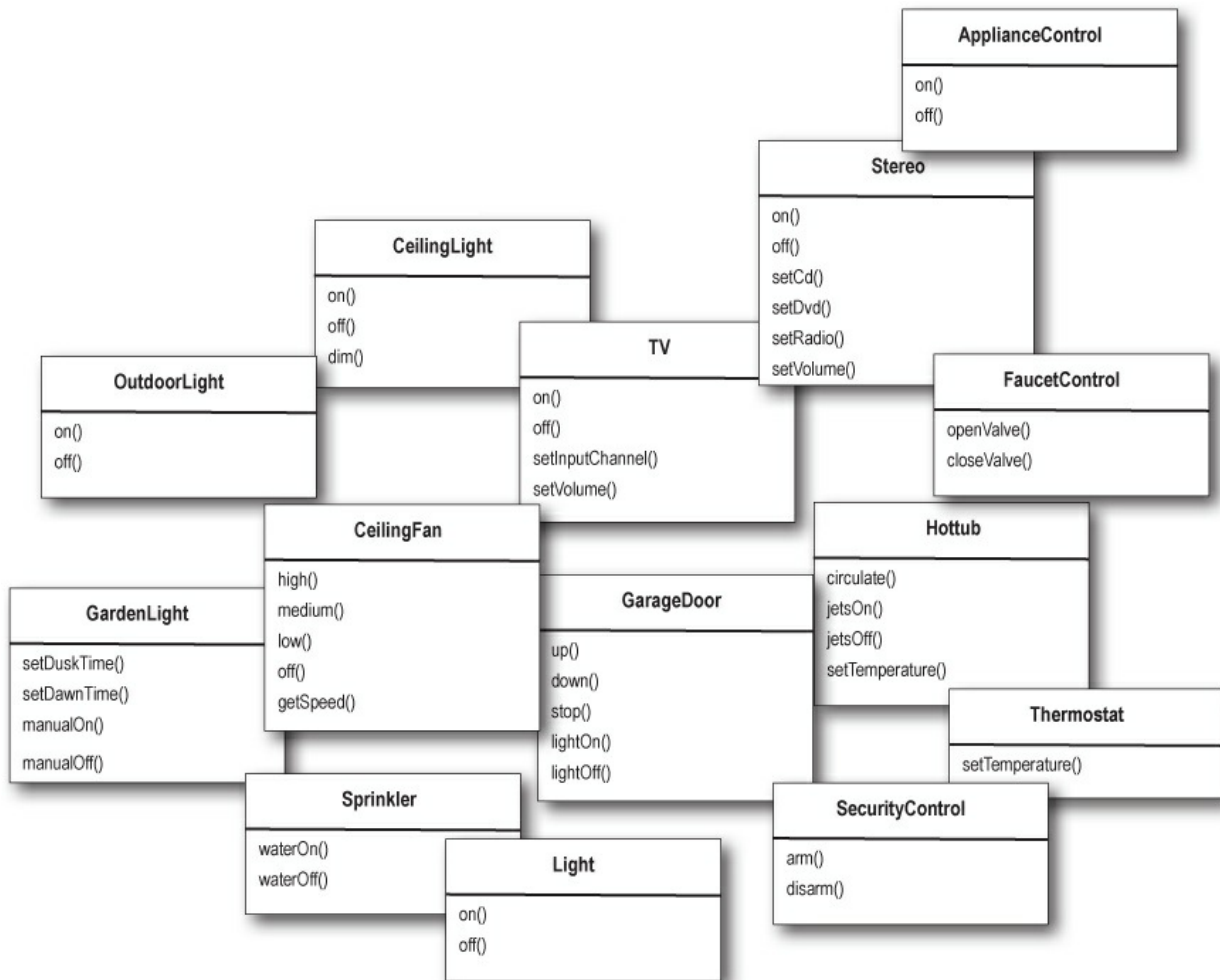 ApplianceControl
on()
off()
Stereo
on()
off()
setCd()
setDvd()
setRadio()
setVolume()
CeilingLight
on()
off()
dim()
TV
on()
off()
setInputChannel()
setVolume()
OutdoorLight
on()
off()
FaucetControl
openValve()
closeValve()
CeilingFan
high()
medium()
low()
off()
getSpeed()
Hottub
circulate()
jetsOn()
jetsOff()
setTemperature()
GardenLight
setDuskTime()
setDawnTime()
manualOn()
manualOff()
GarageDoor
up()
down()
stop()
lightOn()
lightOff()
Thermostat
setTemperature()
Sprinkler
waterOn()
waterOff()
SecurityControl
arm()
disarm()
Light
on()
off()